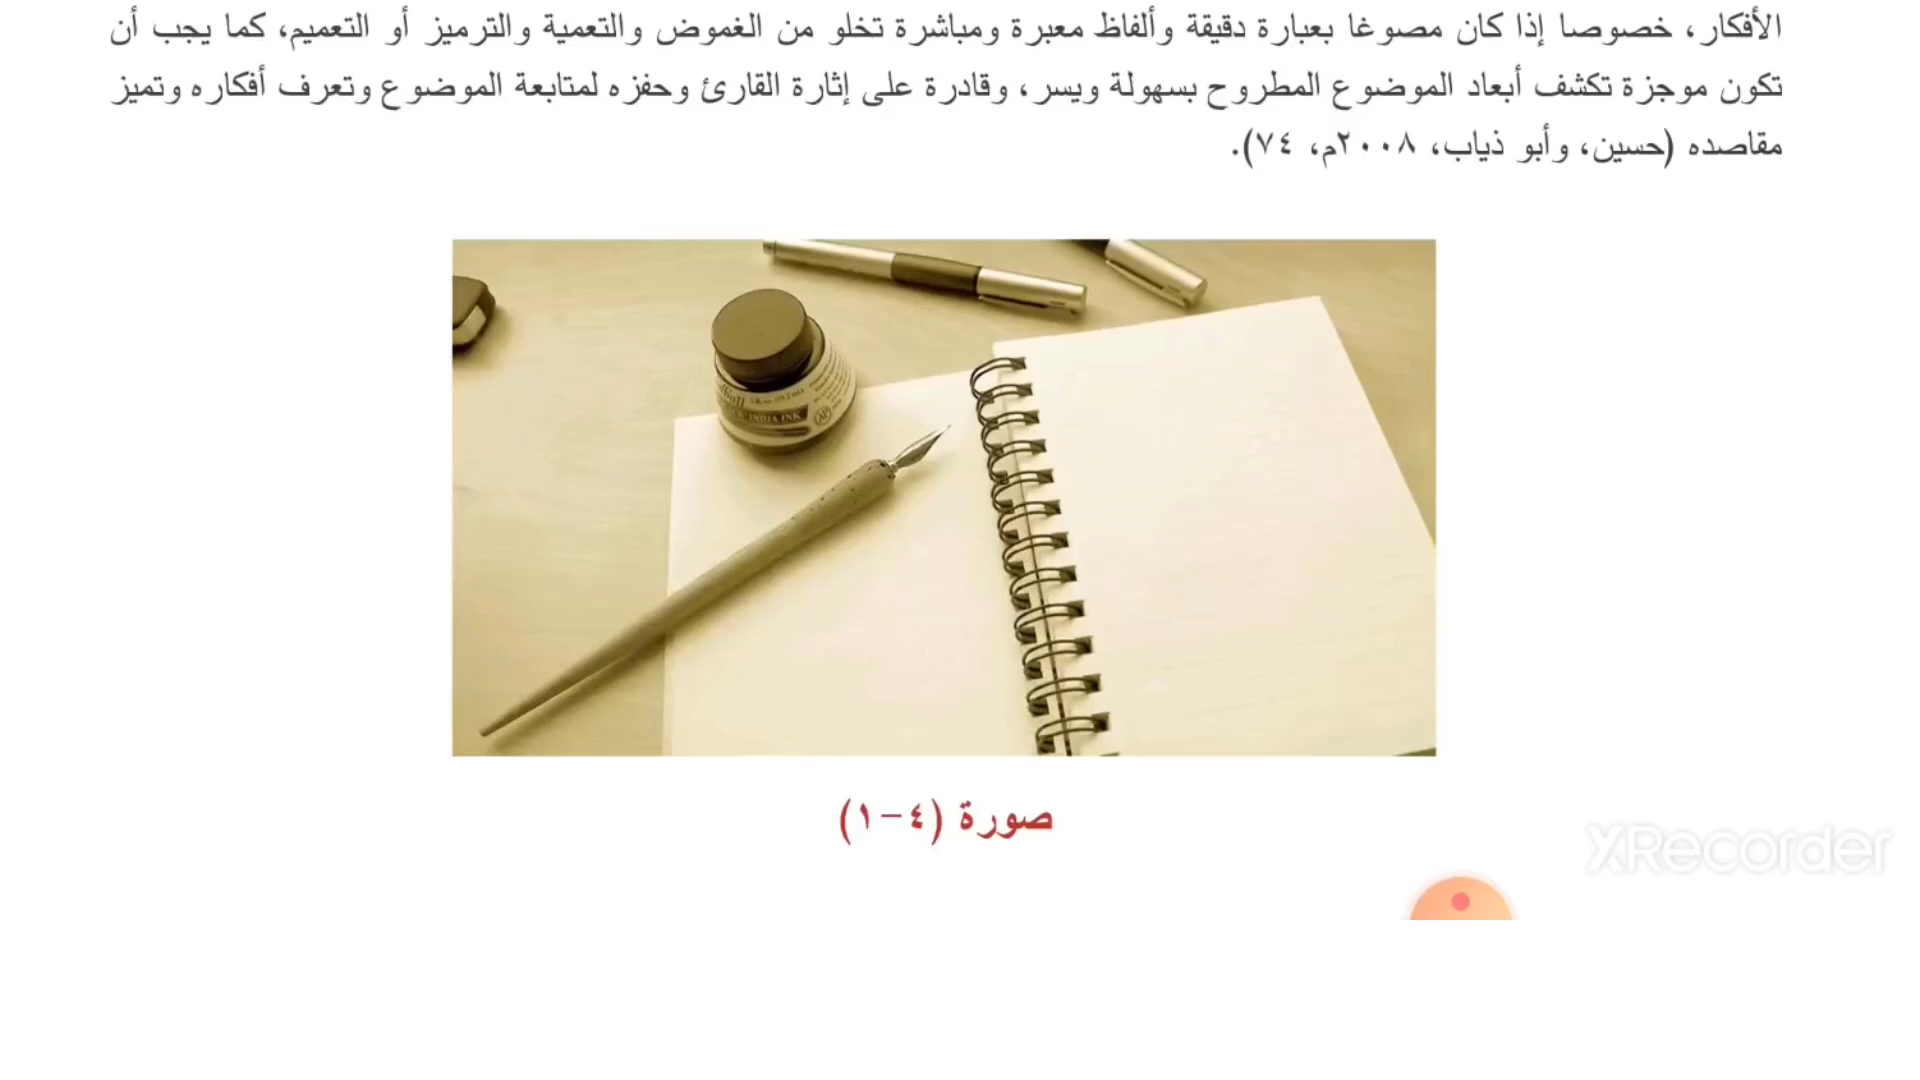 الأفكار، خصوصا إذا كان مصوغا بعبارة دقيقة وألفاظ معبرة ومباشرة تخلو من الغموض والتعمية والترميز أو التعميم، كما يجب أن
تكون موجزة تكشف أبعاد الموضوع المطروح بسهولة ويسر، وقادرة على إثارة القارئ وحفزه لمتابعة الموضوع وتعرف أفكاره وتميز
مقاصده (حسين، وأبو ذياب، ٢٠٠٨م، ٧٤).
INDIA INK
صورة (٤-١)
XRecorder